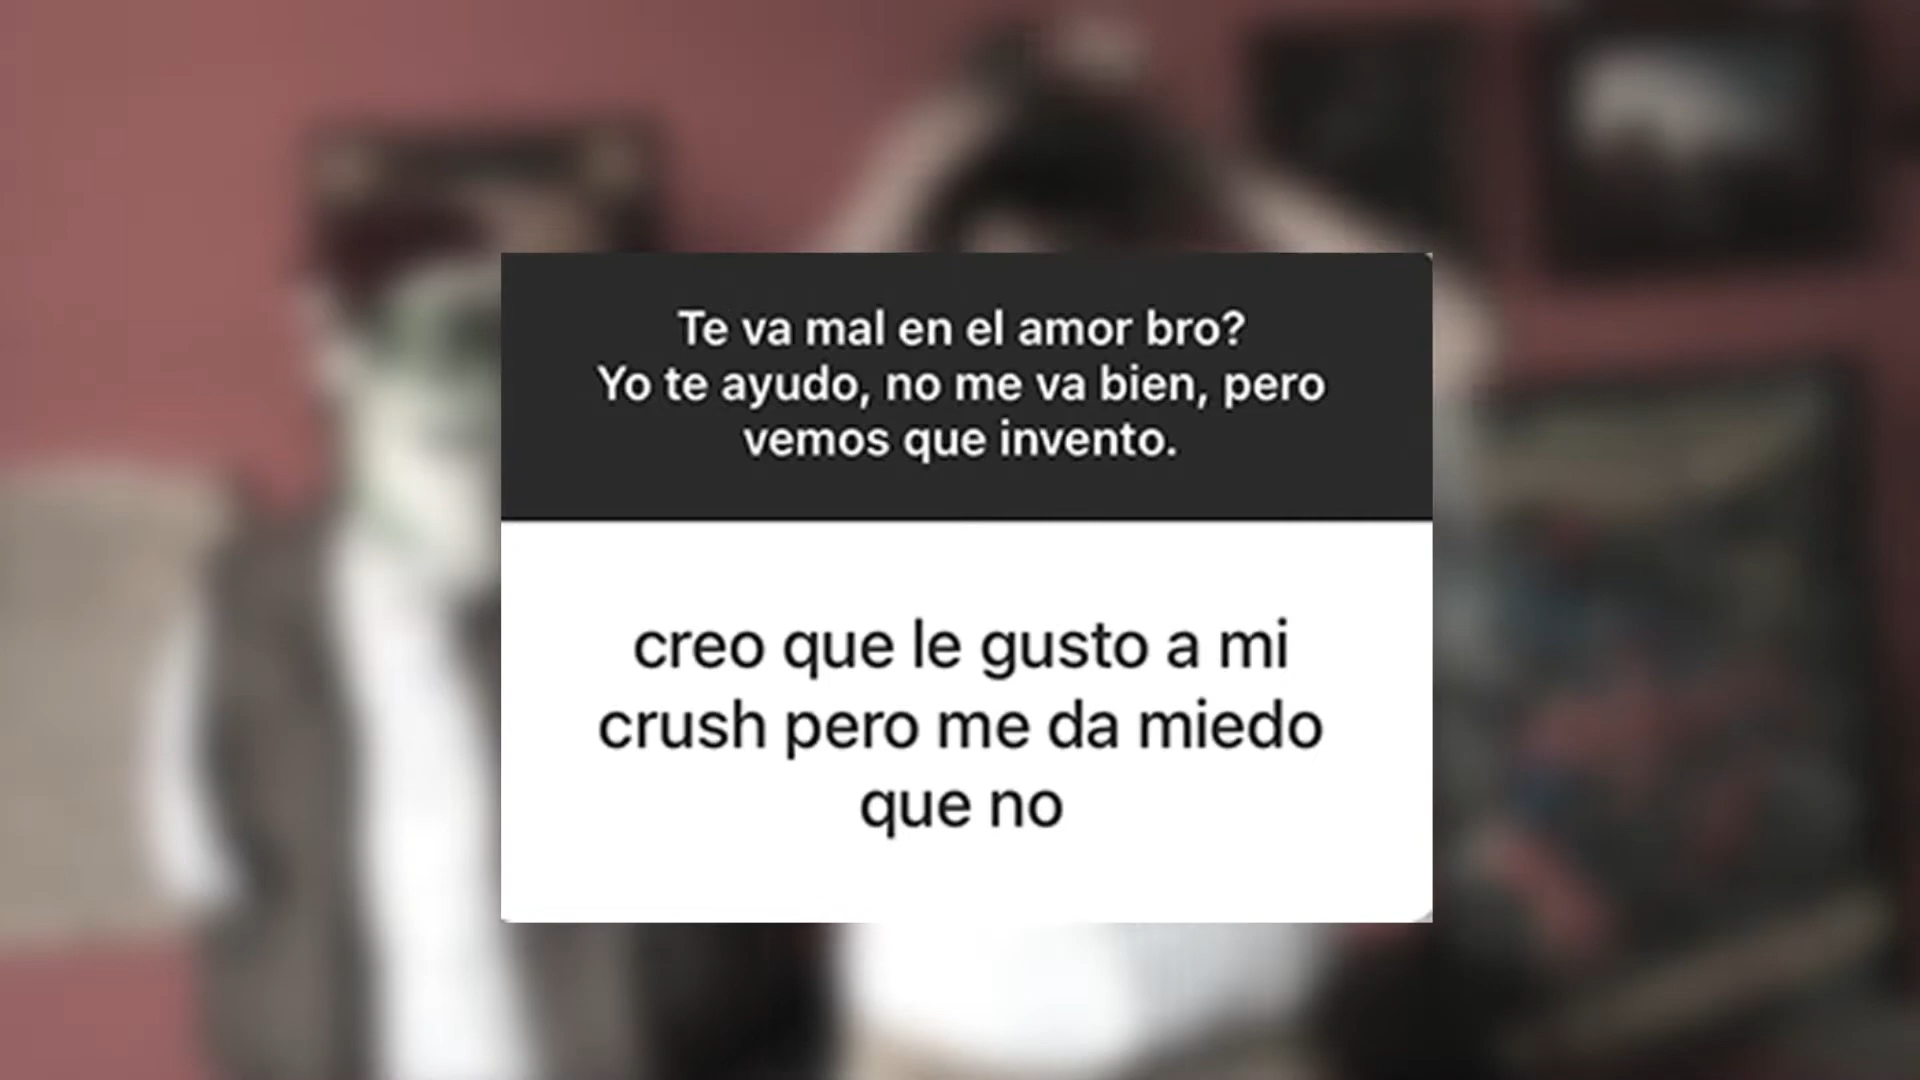 Te va mal en el amor bro?
Yo te ayudo, no me va bien, pero
vemos que invento.
creo que le gusto a mi
crush pero me da miedo
que no